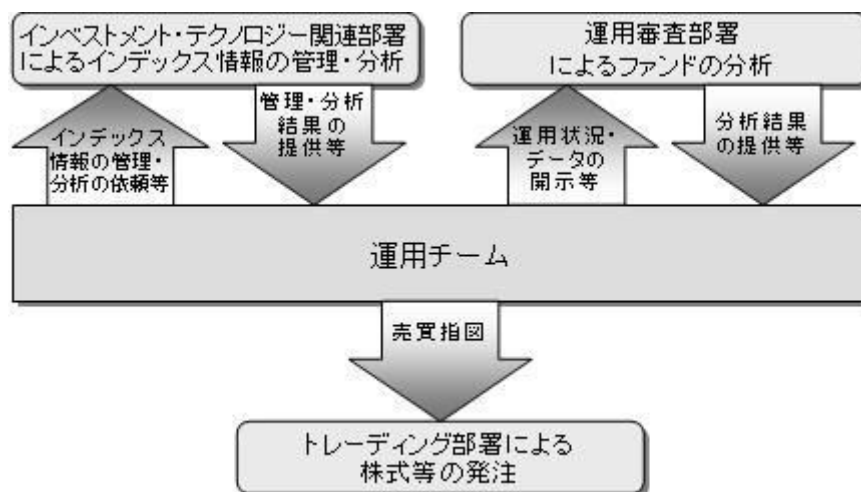 インベストメント・テクノロジー関連部署
によるインデックス情報の管理・分析
運用審査部署
によるファンドの分析
インデックス
情報の管理・
分析の依頼等
管理・分析
結果の
提供等
運用状況・
データの
開示等
分析結果
の提供等
運用チーム
売買指図
トレーディング部署による
株式等の発注